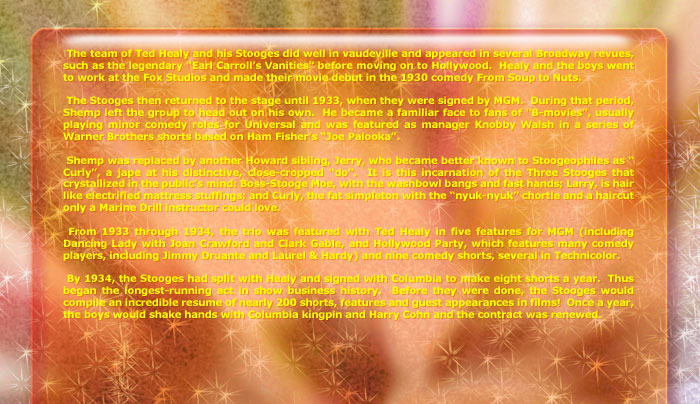 The team of Ted Healy and his Stooges did well in vaudeville and appeared in several Broadway revues,
such as the legendary "Earl Carroll's Vanities" before moving on to Hollywood. Healy and the boys went
to work at the Fox Studios and made their movie debut in the 1930 comedy From Soup to Nuts.
The Stooges then returned to the stage until 1933, when they were signed by MGM. During that period,
Shemp left the group to head out on his own. He became a familiar face to fans of "B-movies", usually
playing minor comedy roles for Universal and was featured as manager Knobby Walsh in a series of
Warner Brothers shorts based on Ham Fisher's "Joe Palooka".
Shemp was replaced by another Howard sibling, Jerry, who became better known to Stoogeophiles as "
Curly", a jape at his distinctive, close-cropped "do". It is this incarnation of the Three Stooges that
crystallized in the public's mind: Boss-Stooge Moe, with the washbowl bangs and fast hands; Larry, is hair
like electrified mattress stuffings; and Curly, the fat simpleton with the "nyuk-nyuk" chortle and a haircut
only a Marine Drill instructor could love.
From 1933 through 1934, the trio was featured with Ted Healy in five features for MGM (including
Dancing Lady with Joan Crawford and Clark Gable, and Hollywood Party, which features many comedy
players, including Jimmy Druante and Laurel & Hardy) and nine comedy shorts, several in Technicolor.
By 1934, the Stooges had split with Healy and signed with Columbia to make eight shorts a year. Thus
began the longest-running act in show business history. Before they were done, the Stooges would
compile an incredible resume of nearly 200 shorts, features and guest appearances in films! Once a year,
the boys would shake hands with Columbia kingpin and Harry Cohn and the contract was renewed.